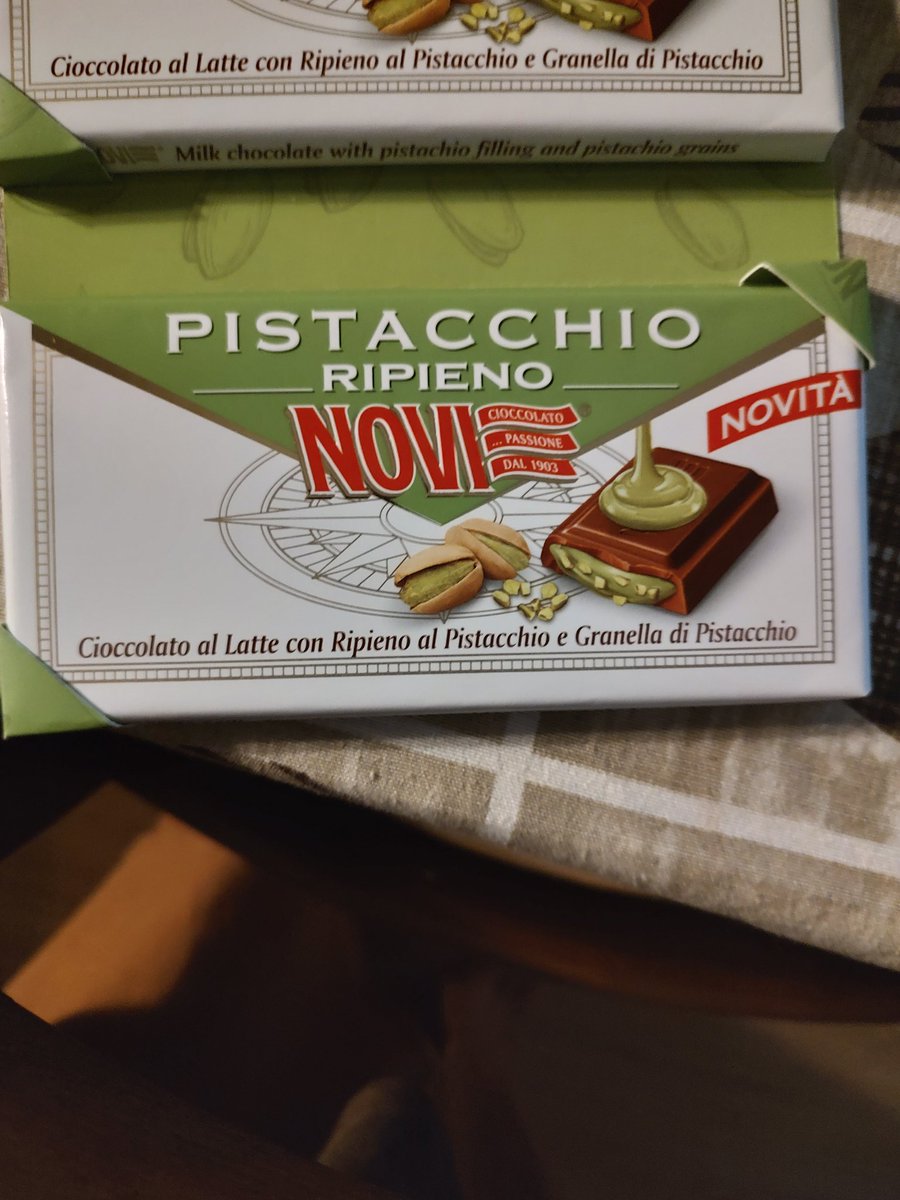 Cioccolato al Latte con Ripieno al Pistacchio e Granella di Pistacchio
NOVI Milk chocolate with pistachio filling and pistachio grains
PISTACCHIO
RIPIENO
NOVI
CIOCCOLATO
... PASSIONE
DAL 1903
NOVITÀ
Cioccolato al Latte con Ripieno al Pistacchio e Granella di Pistacchio